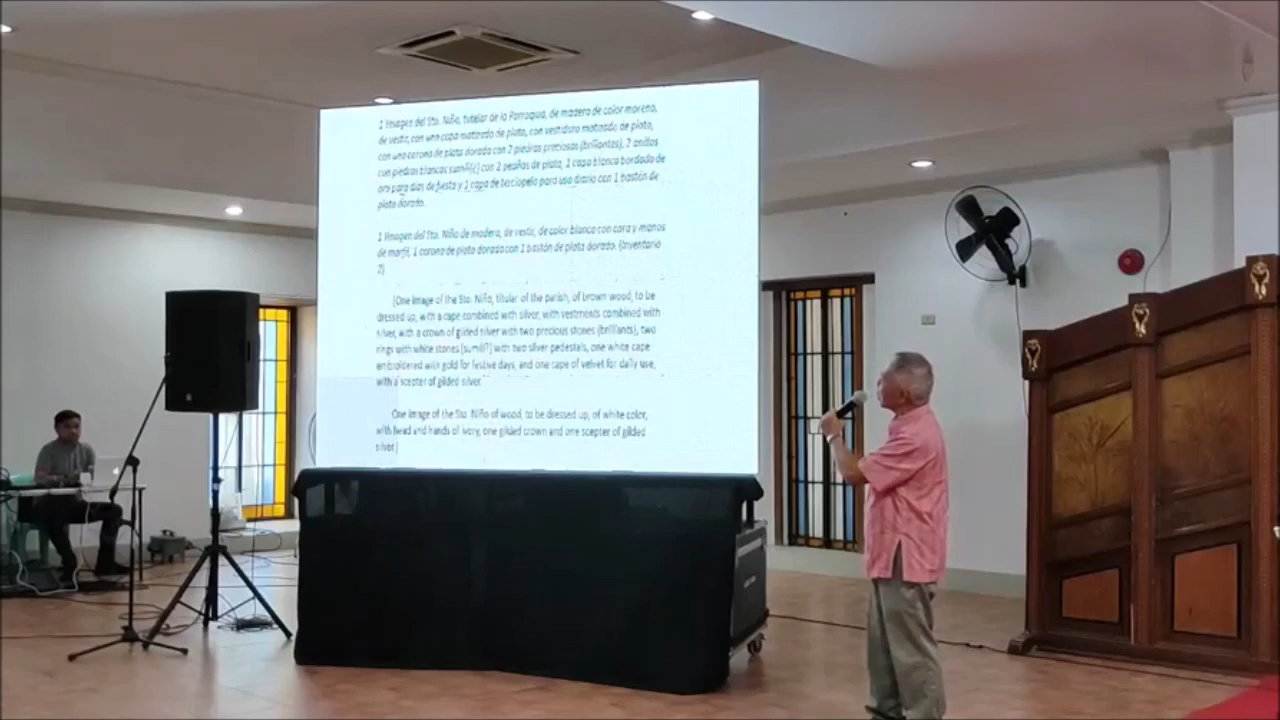 1 Ymagen del Sto. Niño, tutelar de la Parroquia, de madera de color moreno,
de vestir, con una capa matizado de plata, con vestidura matizado de plata,
con una corona de plata dorada con 2 piedras preciosas (brillantes), 2 anillos
con piedras blancas sumili(c) con 2 peañas de plata, 1 capa blanca bordada de
oro para dias de fiesta y 1 capa de terciopelo para uso diario con 1 bastón de
plata dorado.
1 Ymagen del Sto. Niño de madera, de vestir, de color blanco con cara y manos
de marfil, 1 corona de plata dorada con 1 bastón de plata dorado. (Inventario
2)
[One image of the Sto. Niño, titular of the parish, of brown wood, to be
dressed up, with a cape combined with silver, with vestments combined with
silver, with a crown of gilded silver with two precious stones (brillants), two
rings with white stones [sumili?] with two silver pedestals, one white cape
embroidered with gold for festive days, and one cape of velvet for daily use,
with a scepter of gilded silver.
One image of the Sto. Niño of wood, to be dressed up, of white color,
with head and hands of ivory, one gilded crown and one scepter of gilded
silver.]